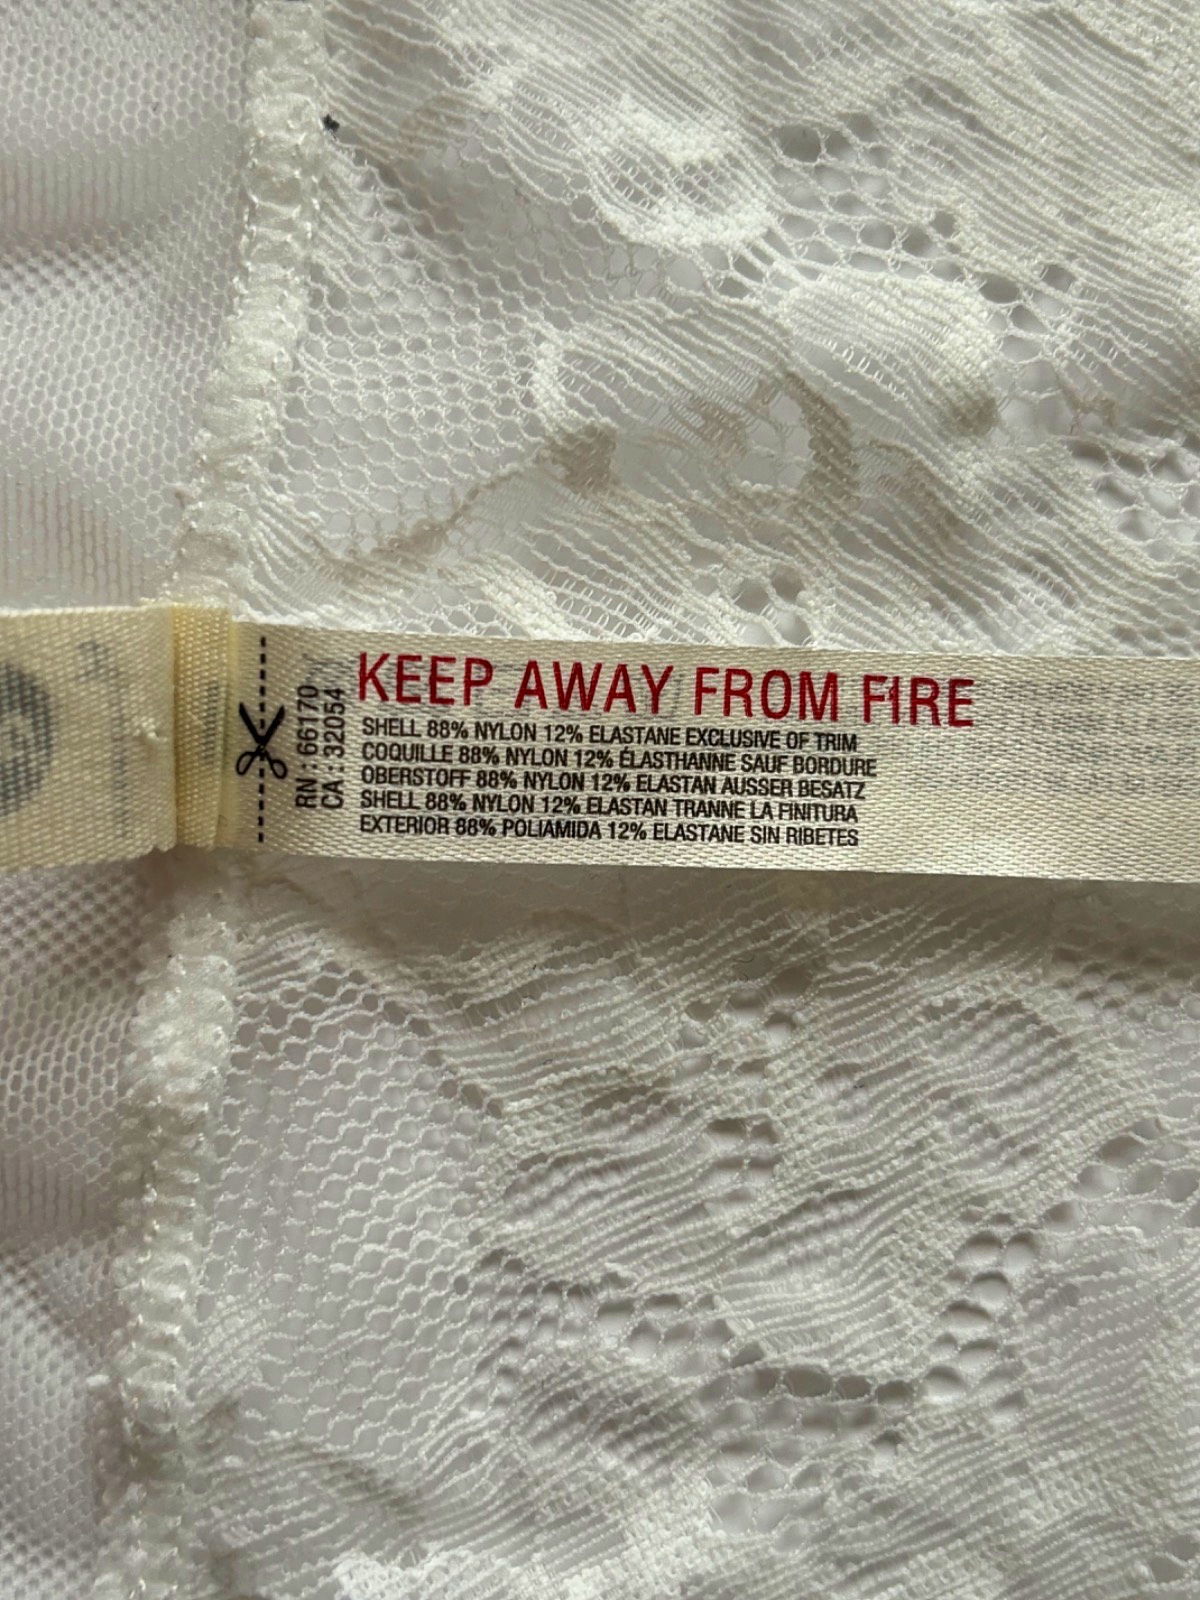 RN : 66170
CA : 32054
KEEP AWAY FROM FIRE
SHELL 88% NYLON 12% ELASTANE EXCLUSIVE OF TRIM
COQUILLE 88% NYLON 12% ÉLASTHANNE SAUF BORDURE
OBERSTOFF 88% NYLON 12% ELASTAN AUSSER BESATZ
SHELL 88% NYLON 12% ELASTAN TRANNE LA FINITURA
EXTERIOR 88% POLIAMIDA 12% ELASTANE SIN RIBETES